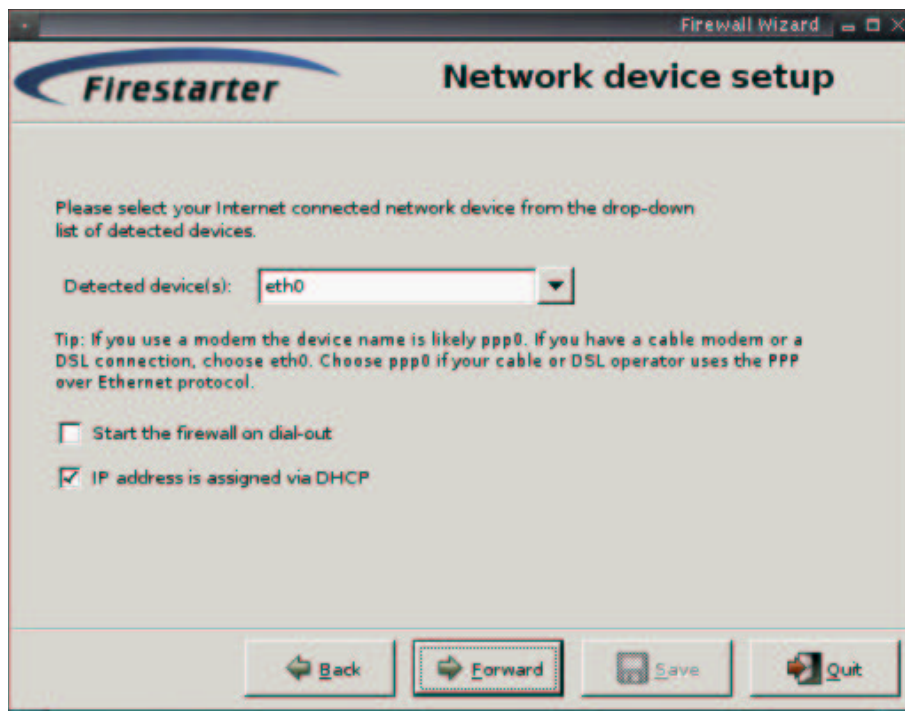 Firewall Wizard
Firestarter
Network device setup
Please select your Internet connected network device from the drop-down
list of detected devices.
Detected device(s): eth0
Tip: If you use a modem the device name is likely ppp0. If you have a cable modem or a
DSL connection, choose eth0. Choose ppp0 if your cable or DSL operator uses the PPP
over Ethernet protocol.
Start the firewall on dial-out
IP address is assigned via DHCP
Back Forward Save Quit